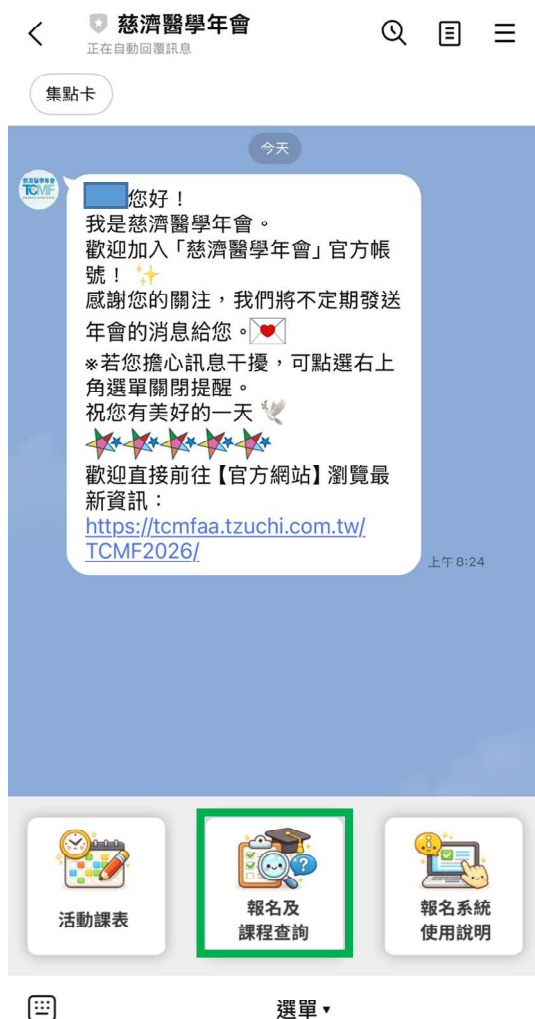 慈濟醫學年會
正在自動回覆訊息
集點卡
今天
TCMF
您好！
我是慈濟醫學年會。
歡迎加入「慈濟醫學年會」官方帳
號！
感謝您的關注，我們將不定期發送
年會的消息給您。
※若您擔心訊息干擾，可點選右上
角選單關閉提醒。
祝您有美好的一天
歡迎直接前往【官方網站】瀏覽最
新資訊：
https://tcmfaa.tzuchi.com.tw/
TCMF2026/
上午 8:24
活動課表
報名及
課程查詢
報名系統
使用說明
選單▾